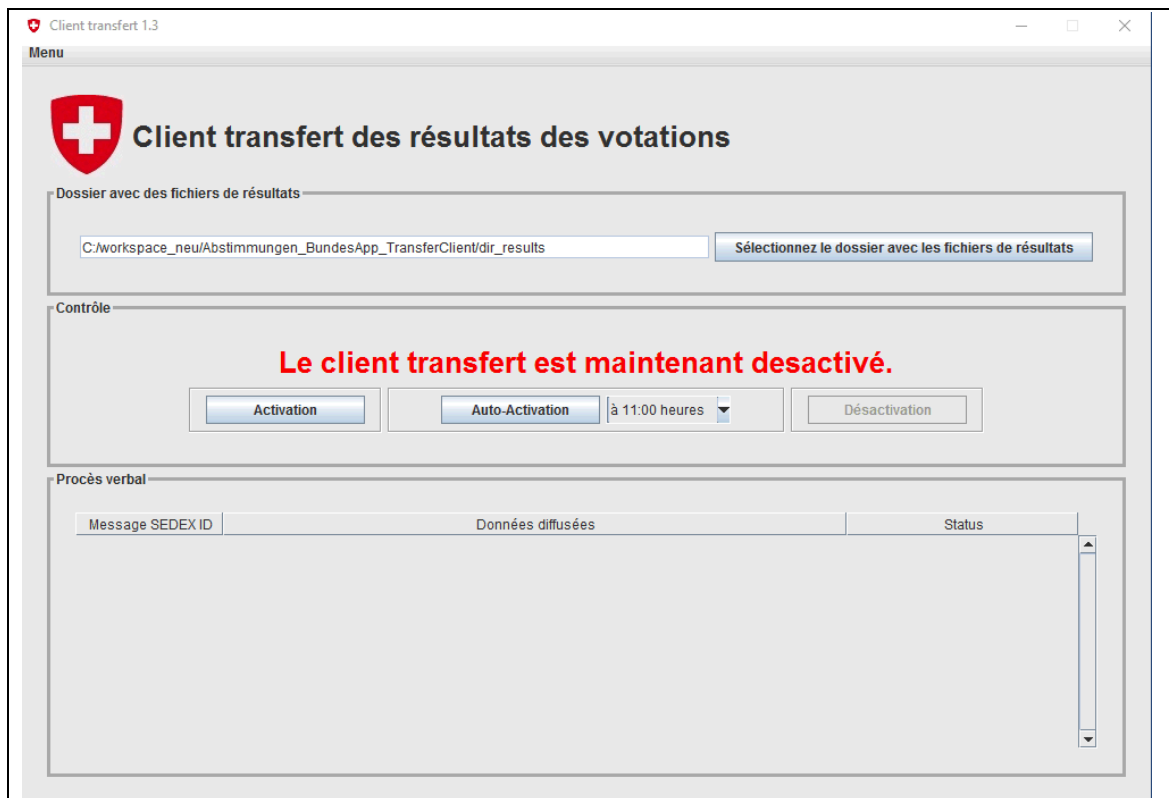 Client transfert 1.3
Menu
Client transfert des résultats des votations
Dossier avec des fichiers de résultats
C:/workspace_neu/Abstimmungen_BundesApp_TransferClient/dir_results Sélectionnez le dossier avec les fichiers de résultats
Contrôle
Le client transfert est maintenant desactivé.
Activation Auto-Activation à 11:00 heures Désactivation
Procès verbal
Message SEDEX ID Données diffusées Status